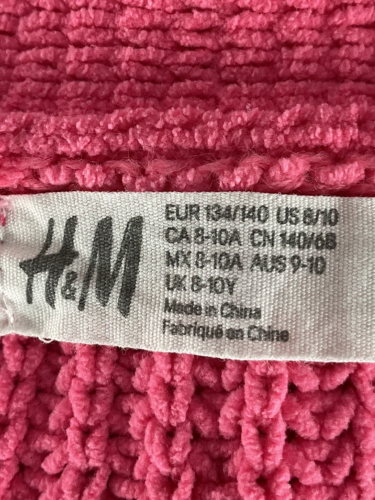 H&M
EUR 134/140 US 8/10
CA 8-10A CN 140/68
MX 8-10A AUS 9-10
UK 8-10Y
Made in China
Fabriqué en Chine